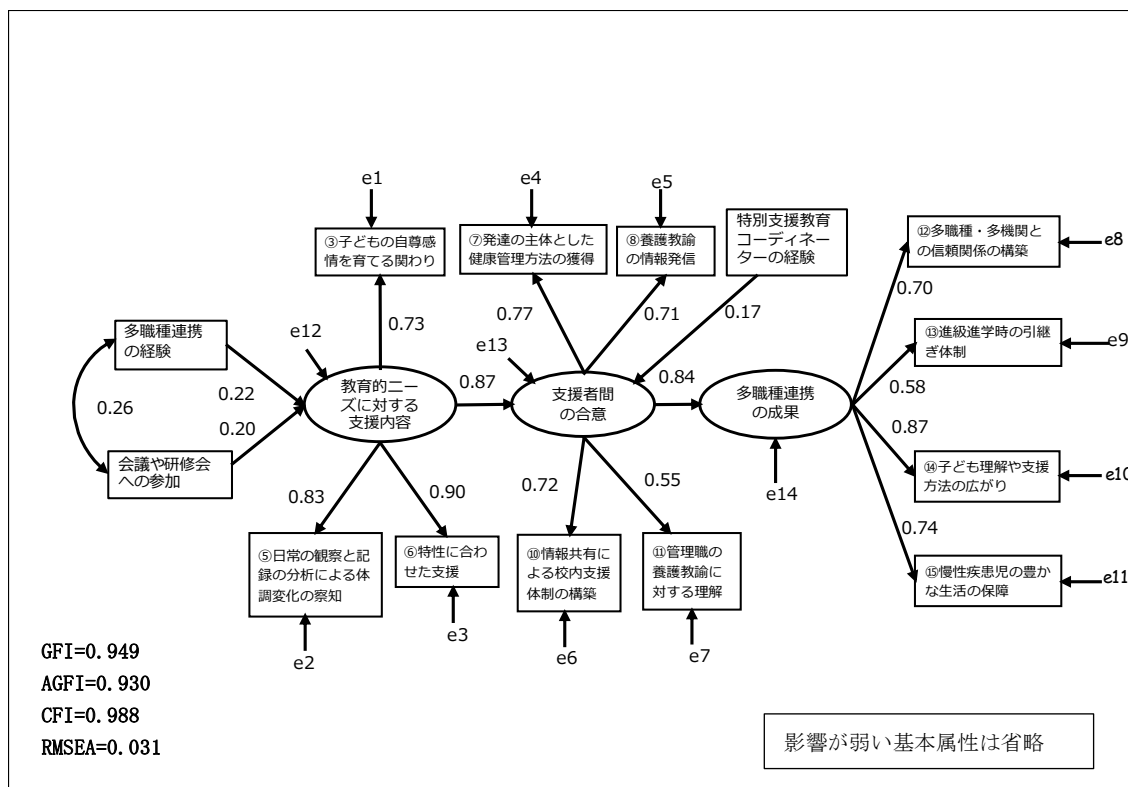 e1
e4
e5
③子どもの自尊感
情を育てる関わり
⑦発達の主体とした
健康管理方法の獲得
⑧養護教諭
の情報発信
特別支援教育
コーディネー
ターの経験
⑫多職種・多機関と
の信頼関係の構築
e8
0.70
0.73
0.77
0.71
0.17
多職種連携
の経験
e12
e13
⑬進級進学時の引継
ぎ体制
e9
0.58
0.26
0.22
0.20
教育的ニー
ズに対する
支援内容
0.87
支援者間
の合意
0.84
多職種連携
の成果
0.87
会議や研修会
への参加
e14
⑭子ども理解や支援
方法の広がり
e10
0.74
0.83
0.90
0.72
0.55
⑤日常の観察と記
録の分析による体
調変化の察知
⑥特性に合わ
せた支援
⑩情報共有に
よる校内支援
体制の構築
⑪管理職の
養護教諭に
対する理解
⑮慢性疾患児の豊か
な生活の保障
e11
e2
e3
e6
e7
GFI=0.949
AGFI=0.930
CFI=0.988
RMSEA=0.031
影響が弱い基本属性は省略